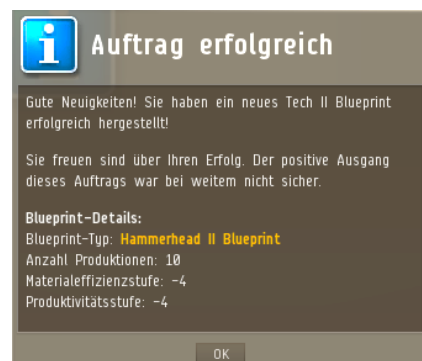 Auftrag erfolgreich
Gute Neuigkeiten! Sie haben ein neues Tech II Blueprint
erfolgreich hergestellt!
Sie freuen sind über Ihren Erfolg. Der positive Ausgang
dieses Auftrags war bei weitem nicht sicher.
Blueprint-Details:
Blueprint-Typ: Hammerhead II Blueprint
Anzahl Produktionen: 10
Materialeffizienzstufe: -4
Produktivitätsstufe: -4
OK